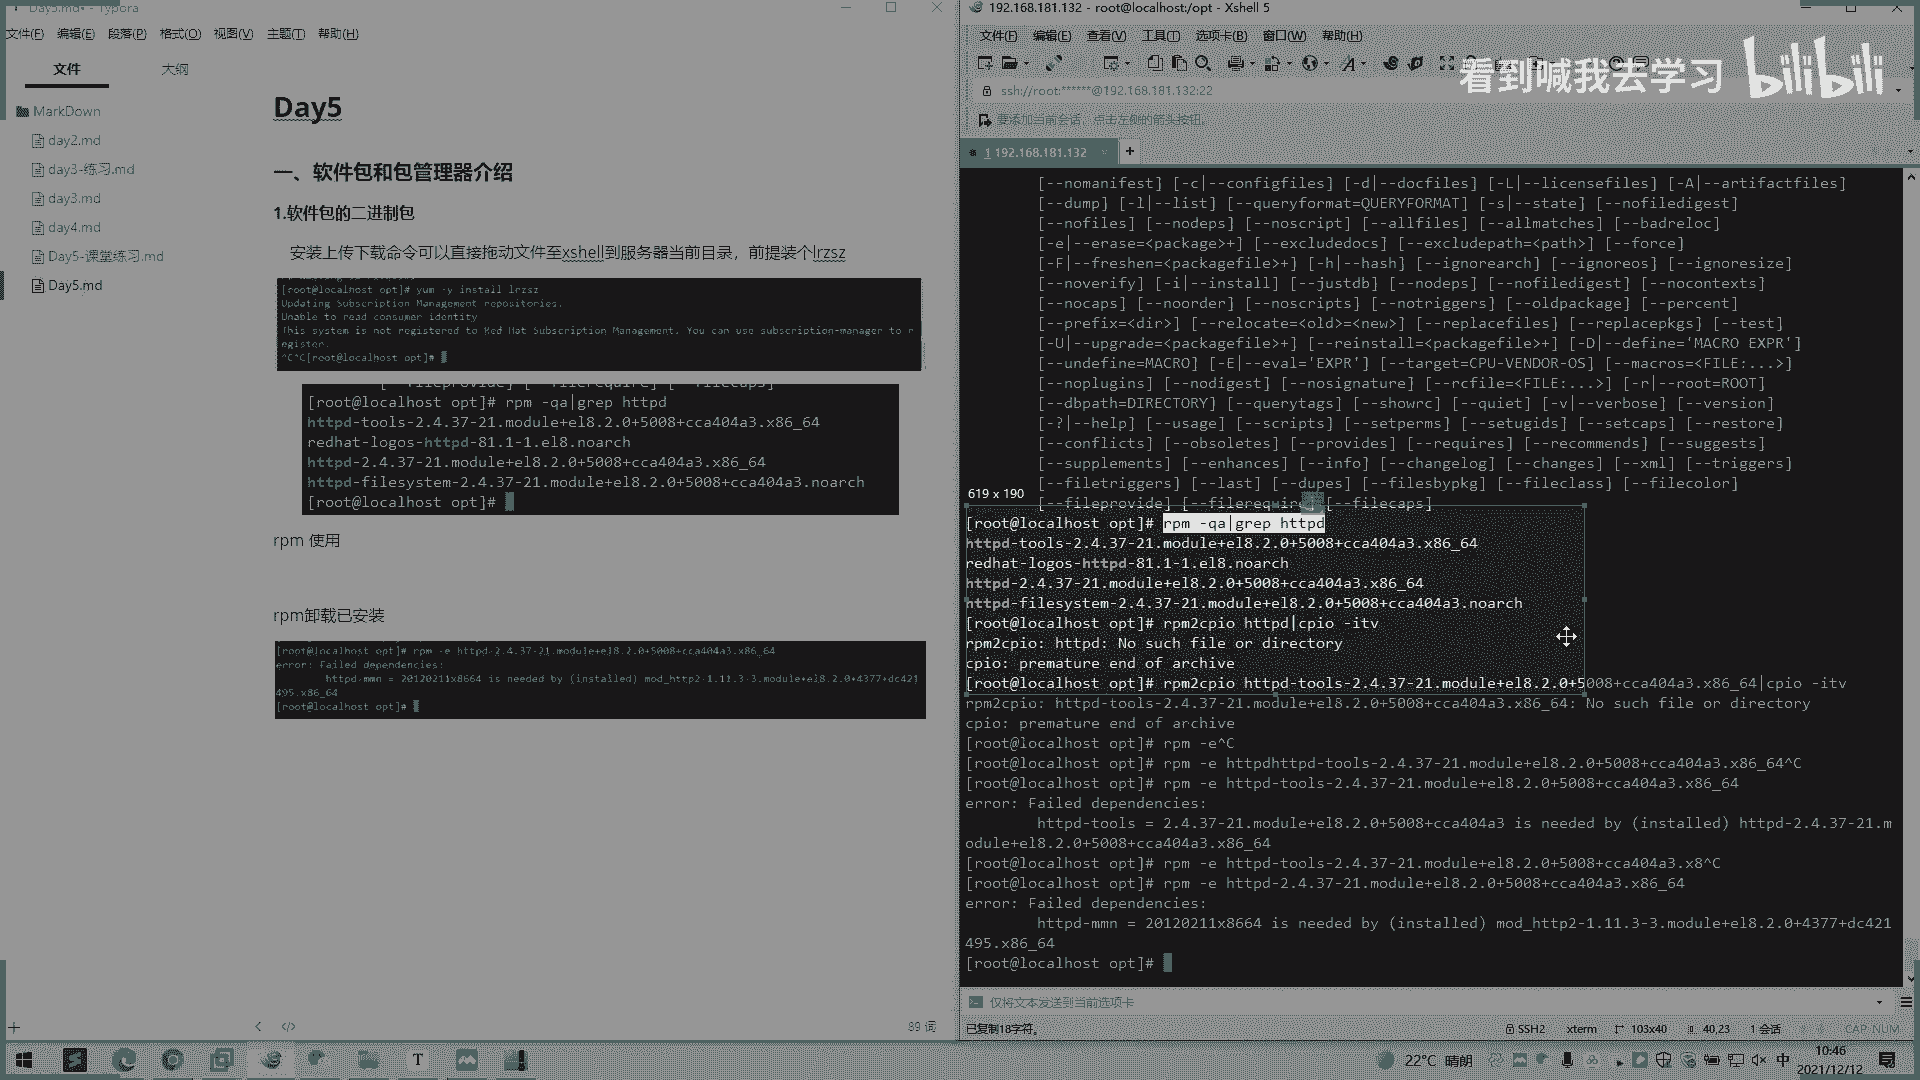 Day5.md• - Typora
文件(F) 编辑(E) 段落(P) 格式(O) 视图(V) 主题(T) 帮助(H)
文件 大纲
MarkDown
day2.md
day3-练习.md
day3.md
day4.md
Day5-课堂练习.md
Day5.md
Day5
一、软件包和包管理器介绍
1.软件包的二进制包
安装上传下载命令可以直接拖动文件至xshell到服务器当前目录，前提装个lrzsz
[root@localhost opt]# yum -y install lrzsz
Updating Subscription Management repositories.
Unable to read consumer identity
This system is not registered to Red Hat Subscription Management. You can use subscription-manager to r
egister.
^C^C[root@localhost opt]#
[--fileprovide] [--filerequire] [--filecaps]
[root@localhost opt]# rpm -qa|grep httpd
httpd-tools-2.4.37-21.module+el8.2.0+5008+cca404a3.x86_64
redhat-logos-httpd-81.1-1.el8.noarch
httpd-2.4.37-21.module+el8.2.0+5008+cca404a3.x86_64
httpd-filesystem-2.4.37-21.module+el8.2.0+5008+cca404a3.noarch
[root@localhost opt]#
rpm 使用
rpm卸载已安装
[root@localhost opt]# rpm -e httpd-2.4.37-21.module+el8.2.0+5008+cca404a3.x86_64
error: Failed dependencies:
httpd-mmn = 20120211x8664 is needed by (installed) mod_http2-1.11.3-3.module+el8.2.0+4377+dc421
495.x86_64
[root@localhost opt]#
89 词
192.168.181.132 - root@localhost:/opt - Xshell 5
文件(F) 编辑(E) 查看(V) 工具(T) 选项卡(B) 窗口(W) 帮助(H)
看到喊我去学习 bilibili
ssh://root:******@192.168.181.132:22
要添加当前会话，点击左侧的箭头按钮。
1 192.168.181.132
[--nomanifest] [-c|--configfiles] [-d|--docfiles] [-L|--licensefiles] [-A|--artifactfiles]
[--dump] [-l|--list] [--queryformat=QUERYFORMAT] [-s|--state] [--nofiledigest]
[--nofiles] [--nodeps] [--noscript] [--allfiles] [--allmatches] [--badreloc]
[-e|--erase=<package>+] [--excludedocs] [--excludepath=<path>] [--force]
[-F|--freshen=<packagefile>+] [-h|--hash] [--ignorearch] [--ignoreos] [--ignoresize]
[--noverify] [-i|--install] [--justdb] [--nodeps] [--nofiledigest] [--nocontexts]
[--nocaps] [--noorder] [--noscripts] [--notriggers] [--oldpackage] [--percent]
[--prefix=<dir>] [--relocate=<old>=<new>] [--replacefiles] [--replacepkgs] [--test]
[-U|--upgrade=<packagefile>+] [--reinstall=<packagefile>+] [-D|--define='MACRO EXPR']
[--undefine=MACRO] [-E|--eval='EXPR'] [--target=CPU-VENDOR-OS] [--macros=<FILE:...>]
[--noplugins] [--nodigest] [--nosignature] [--rcfile=<FILE:...>] [-r|--root=ROOT]
[--dbpath=DIRECTORY] [--querytags] [--showrc] [--quiet] [-v|--verbose] [--version]
[-?|--help] [--usage] [--scripts] [--setperms] [--setugids] [--setcaps] [--restore]
[--conflicts] [--obsoletes] [--provides] [--requires] [--recommends] [--suggests]
[--supplements] [--enhances] [--info] [--changelog] [--changes] [--xml] [--triggers]
[--filetriggers] [--last] [--dupes] [--filesbypkg] [--fileclass] [--filecolor]
619 x 190
[--fileprovide] [--filerequire] [--filecaps]
[root@localhost opt]# rpm -qa|grep httpd
httpd-tools-2.4.37-21.module+el8.2.0+5008+cca404a3.x86_64
redhat-logos-httpd-81.1-1.el8.noarch
httpd-2.4.37-21.module+el8.2.0+5008+cca404a3.x86_64
httpd-filesystem-2.4.37-21.module+el8.2.0+5008+cca404a3.noarch
[root@localhost opt]# rpm2cpio httpd|cpio -itv
rpm2cpio: httpd: No such file or directory
cpio: premature end of archive
[root@localhost opt]# rpm2cpio httpd-tools-2.4.37-21.module+el8.2.0+5008+cca404a3.x86_64|cpio -itv
rpm2cpio: httpd-tools-2.4.37-21.module+el8.2.0+5008+cca404a3.x86_64: No such file or directory
cpio: premature end of archive
[root@localhost opt]# rpm -e^C
[root@localhost opt]# rpm -e httpdhttpd-tools-2.4.37-21.module+el8.2.0+5008+cca404a3.x86_64^C
[root@localhost opt]# rpm -e httpd-tools-2.4.37-21.module+el8.2.0+5008+cca404a3.x86_64
error: Failed dependencies:
httpd-tools = 2.4.37-21.module+el8.2.0+5008+cca404a3 is needed by (installed) httpd-2.4.37-21.m
odule+el8.2.0+5008+cca404a3.x86_64
[root@localhost opt]# rpm -e httpd-tools-2.4.37-21.module+el8.2.0+5008+cca404a3.x8^C
[root@localhost opt]# rpm -e httpd-2.4.37-21.module+el8.2.0+5008+cca404a3.x86_64
error: Failed dependencies:
httpd-mmn = 20120211x8664 is needed by (installed) mod_http2-1.11.3-3.module+el8.2.0+4377+dc421
495.x86_64
[root@localhost opt]#
仅将文本发送到当前选项卡
已复制18字符。 SSH2 xterm 103x40 40,23 1 会话 CAP NUM
22°C 晴朗 中 10:46
2021/12/12